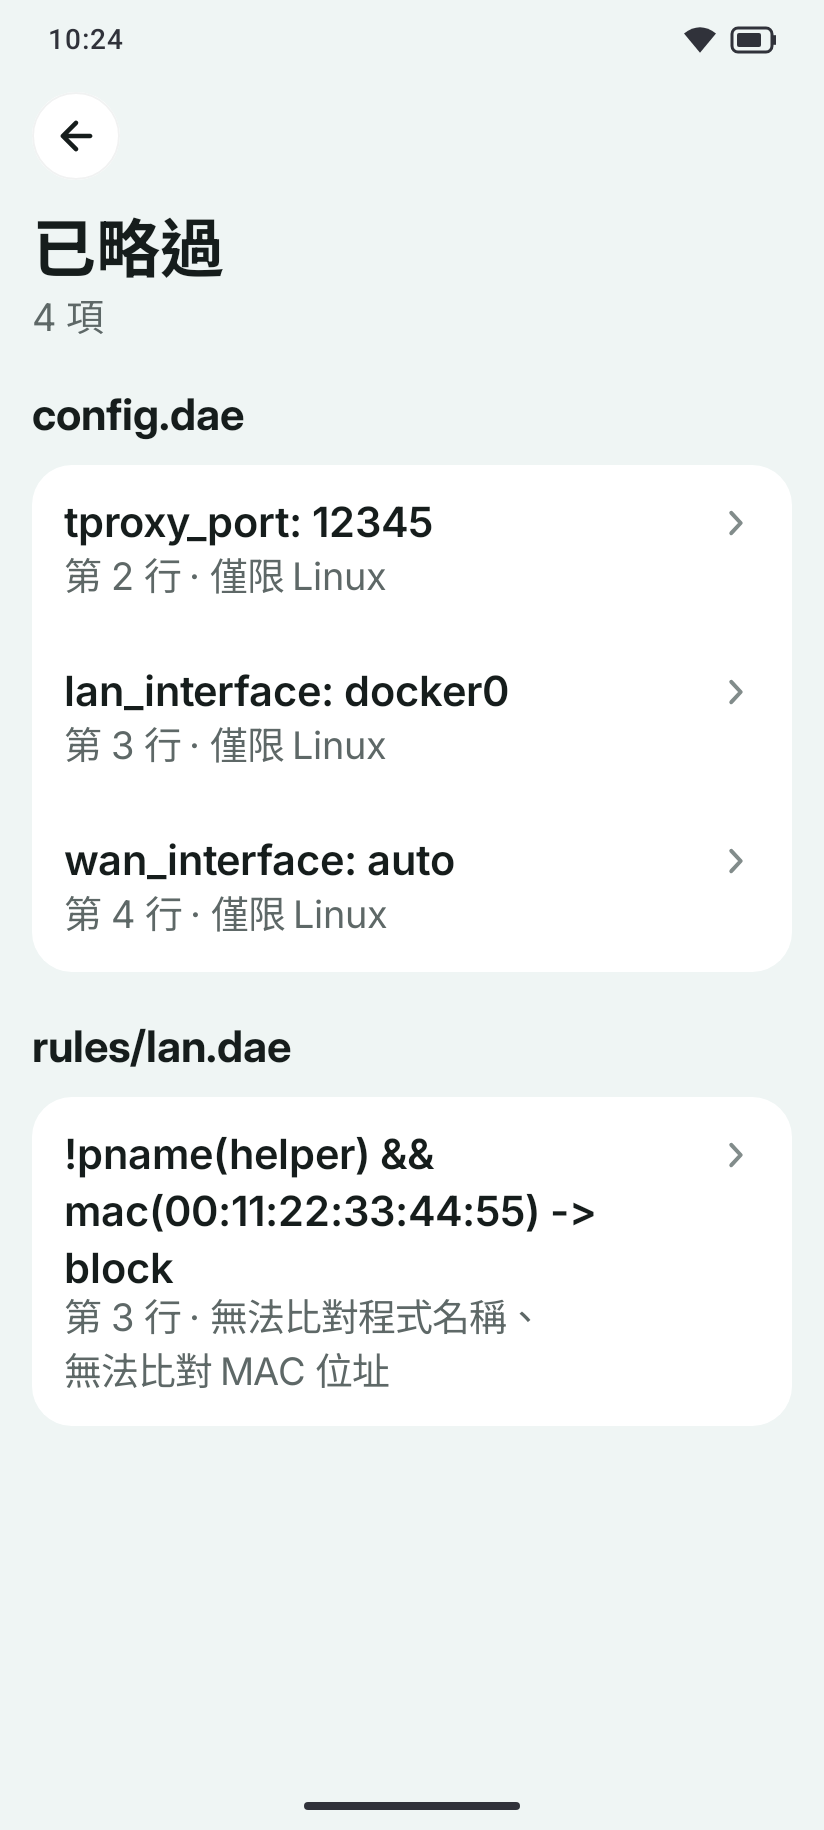 10:24
已略過
4 項
config.dae
tproxy_port: 12345
第 2 行 · 僅限 Linux
lan_interface: docker0
第 3 行 · 僅限 Linux
wan_interface: auto
第 4 行 · 僅限 Linux
rules/lan.dae
!pname(helper) &&
mac(00:11:22:33:44:55) ->
block
第 3 行 · 無法比對程式名稱、
無法比對 MAC 位址